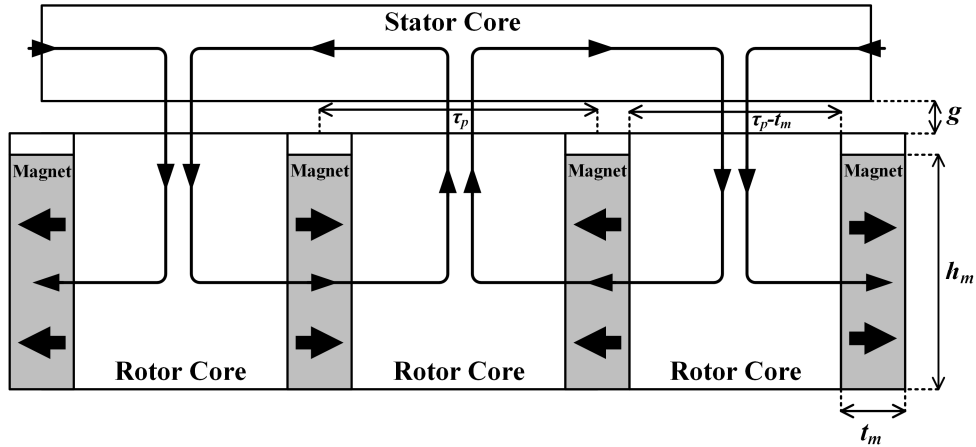 Stator Core
g
τp
τp-tm
Magnet
Magnet
Magnet
Magnet
hm
Rotor Core
Rotor Core
Rotor Core
tm